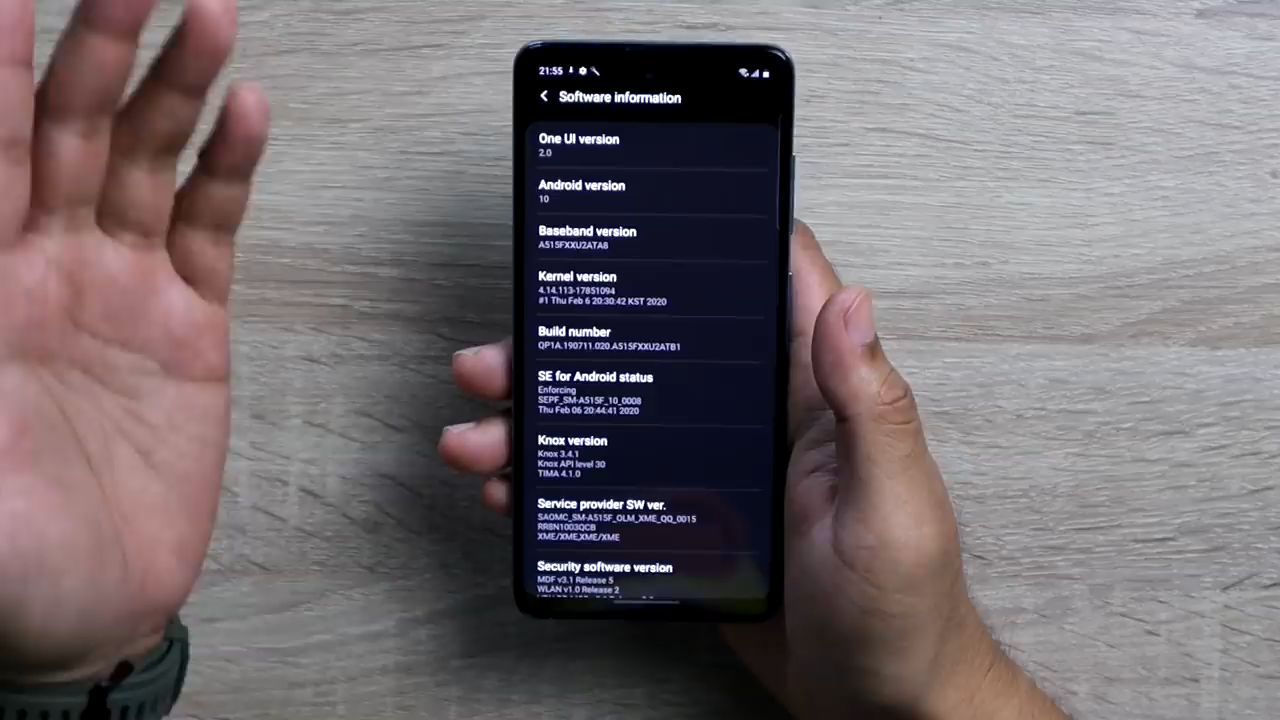 21:55
Software information
One UI version
2.0
Android version
10
Baseband version
A515FXXU2ATA8
Kernel version
4.14.113-17851094
#1 Thu Feb 6 20:30:42 KST 2020
Build number
QP1A.190711.020.A515FXXU2ATB1
SE for Android status
Enforcing
SEPF_SM-A515F_10_0008
Thu Feb 06 20:44:41 2020
Knox version
Knox 3.4.1
Knox API level 30
TIMA 4.1.0
Service provider SW ver.
SAOMC_SM-A515F_OLM_XME_QQ_0015
RR8N1003QCB
XME/XME,XME/XME
Security software version
MDF v3.1 Release 5
WLAN v1.0 Release 2